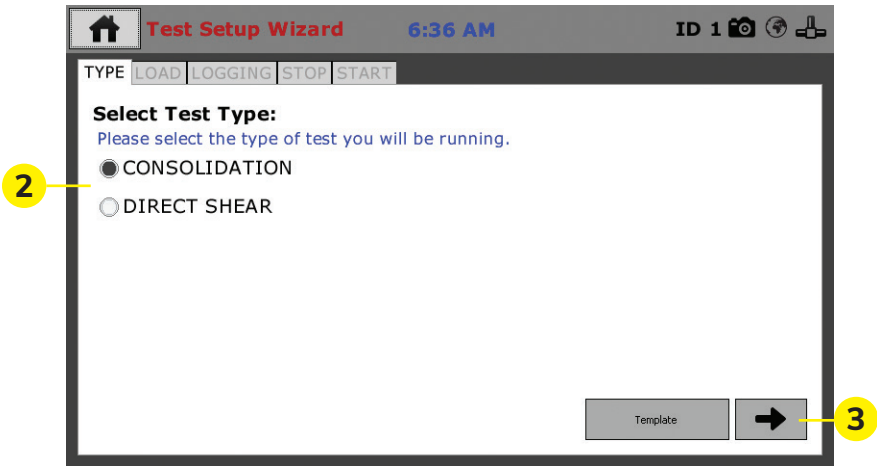 Test Setup Wizard 6:36 AM ID 1
TYPE LOAD LOGGING STOP START
Select Test Type:
Please select the type of test you will be running.
CONSOLIDATION
2
DIRECT SHEAR
Template
3